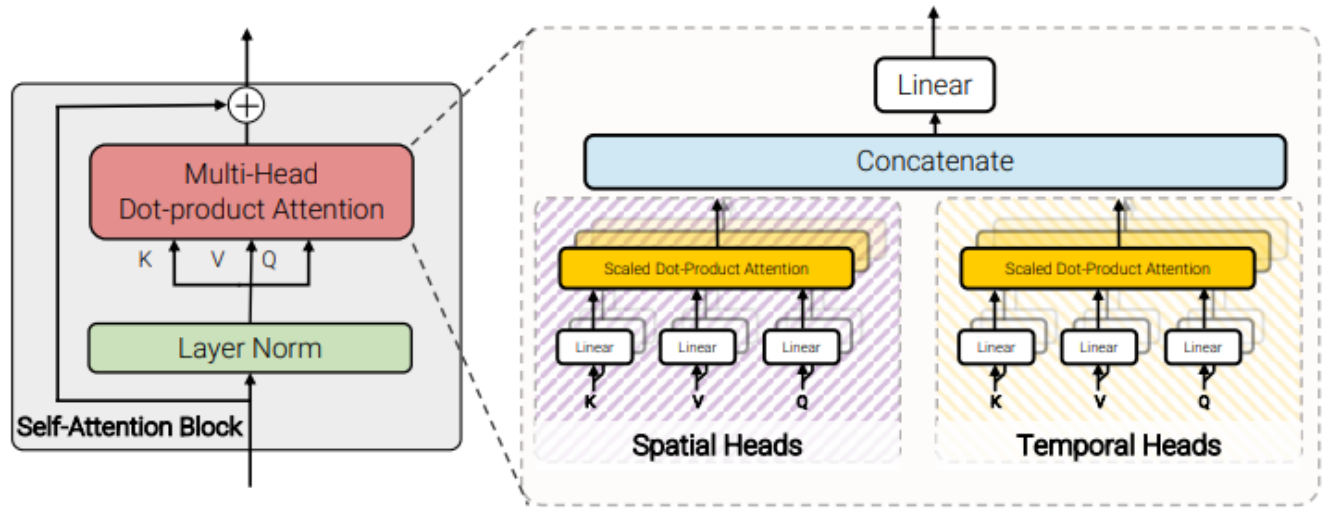 Multi-Head
Dot-product Attention
K V Q
Layer Norm
Self-Attention Block
Linear
Concatenate
Scaled Dot-Product Attention
Linear Linear Linear
K V Q
Spatial Heads
Scaled Dot-Product Attention
Linear Linear Linear
K V Q
Temporal Heads